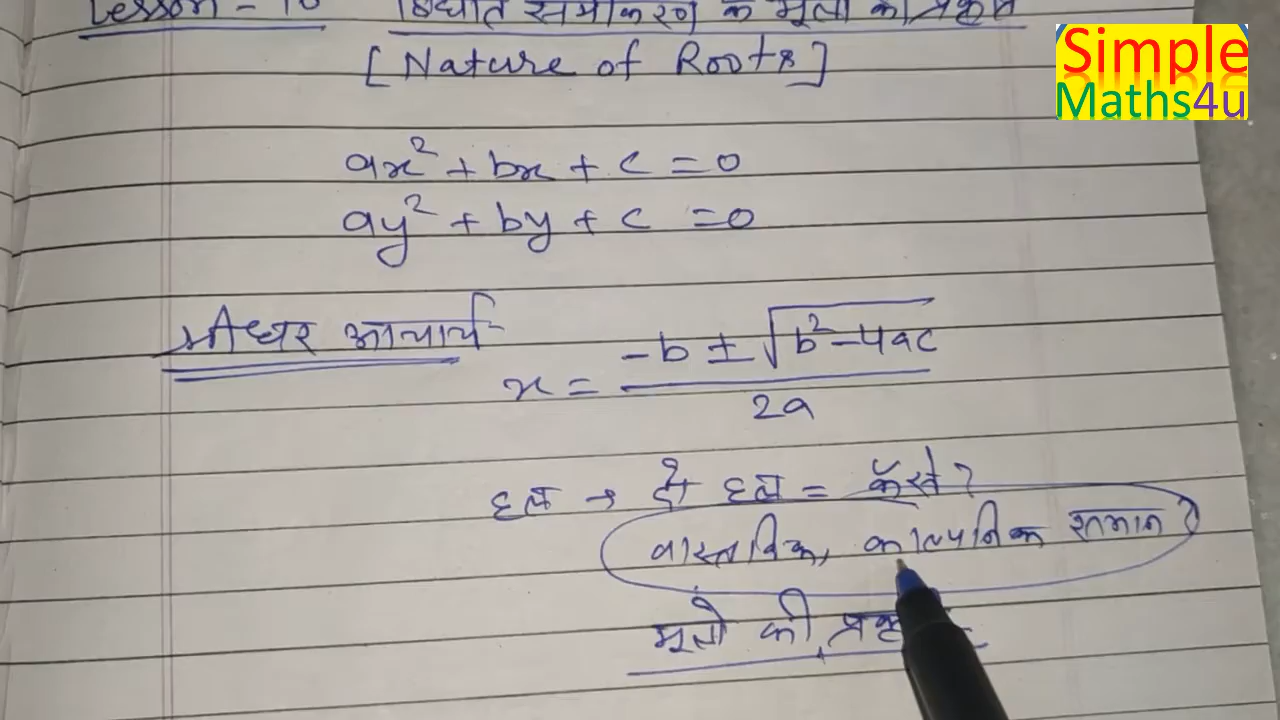 Lesson - 10 द्विघात समीकरण के मूलों की प्रकृति
[Nature of Roots]
Simple
Maths4u
ax² + bx + c = 0
ay² + by + c = 0
श्रीधर आचार्य
x = -b ± √b² - 4ac / 2a
हल → दो हल = कैसे?
वास्तविक, काल्पनिक समान?
मूलों की